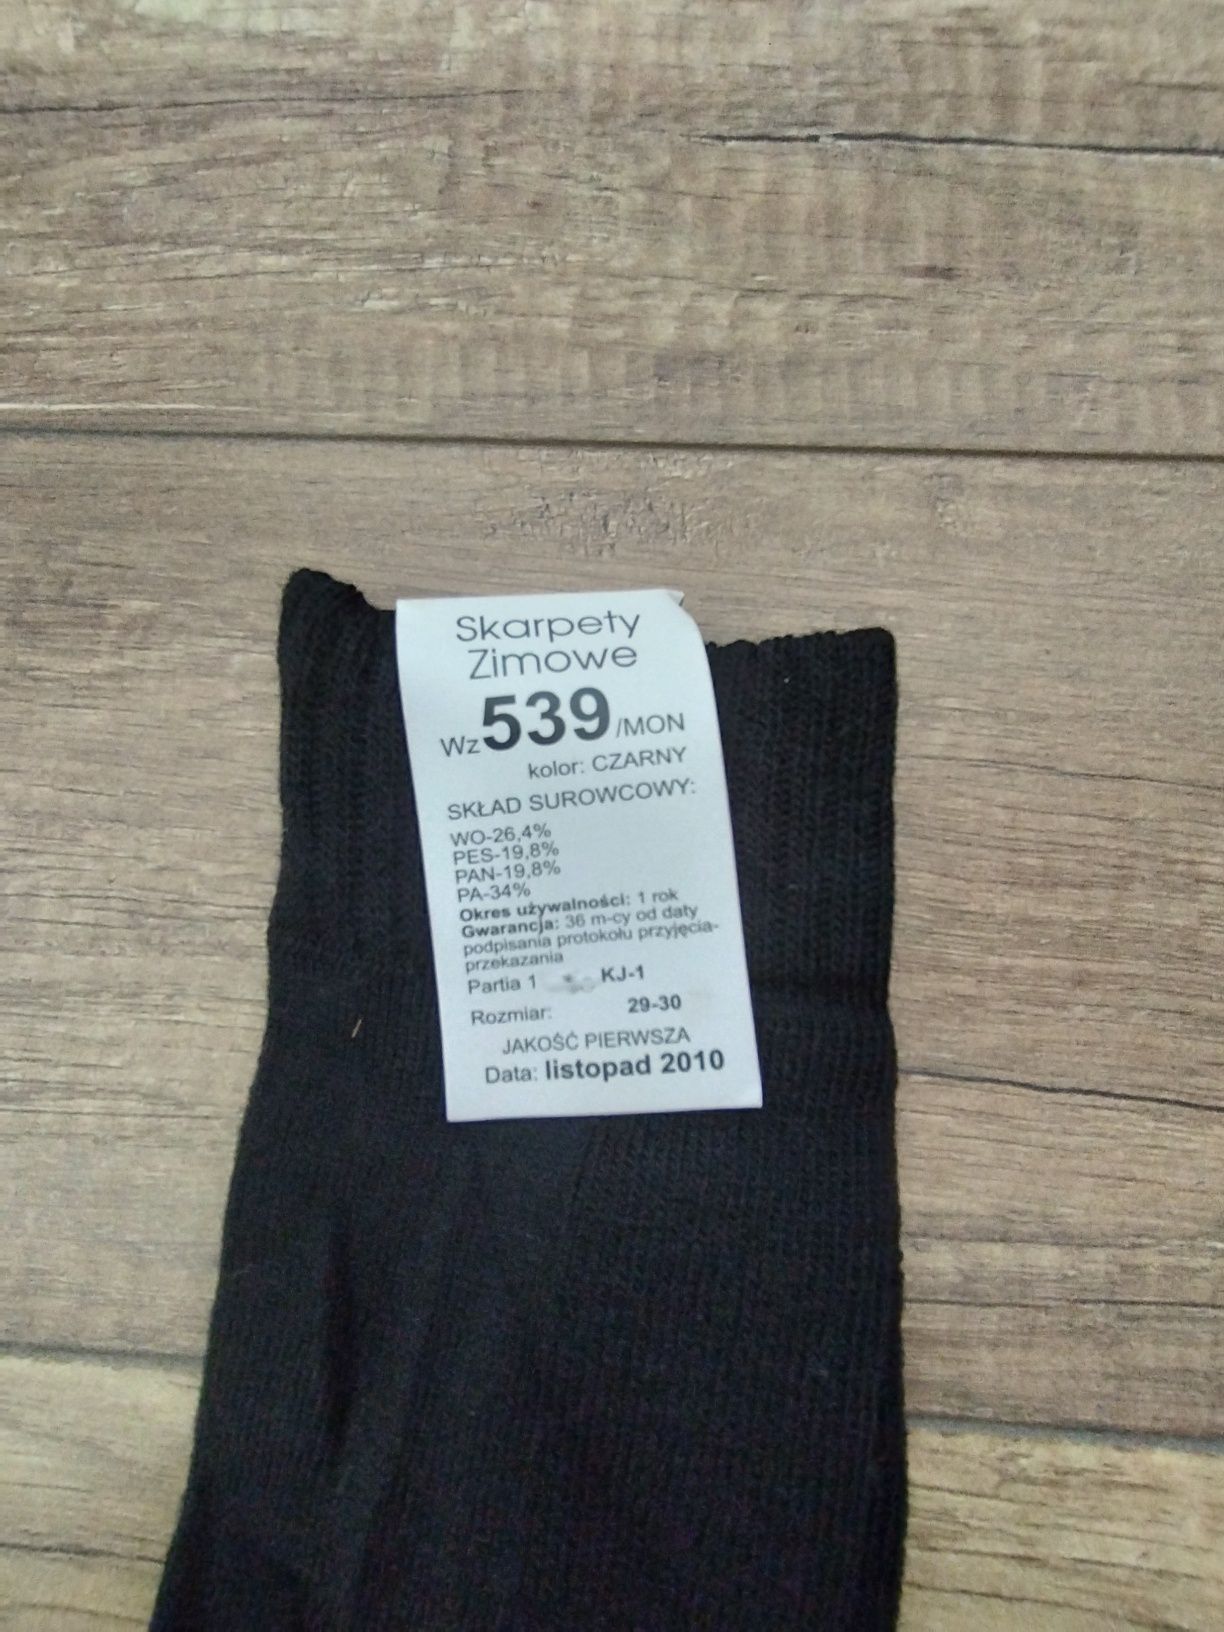 Skarpety
Zimowe
Wz 539/MON
kolor: CZARNY
SKŁAD SUROWCOWY:
WO-26,4%
PES-19,8%
PAN-19,8%
PA-34%
Okres używalności: 1 rok
Gwarancja: 36 m-cy od daty
podpisania protokołu przyjęcia-
przekazania
Partia 1 KJ-1
Rozmiar: 29-30
JAKOŚĆ PIERWSZA
Data: listopad 2010